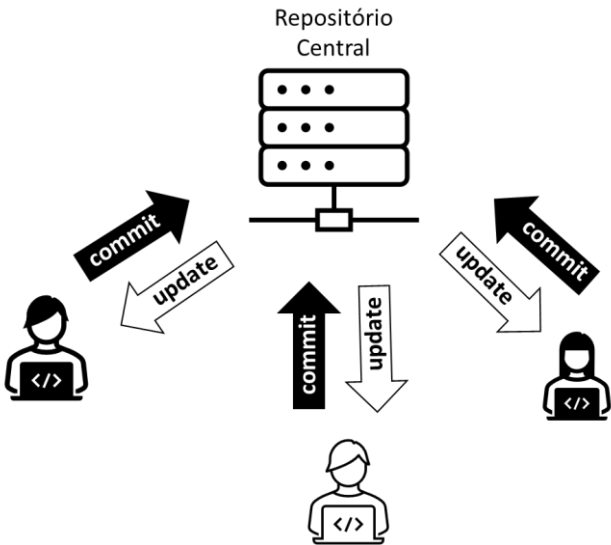 Repositório
Central
commit
update
commit
update
update
commit
</>
</>
</>